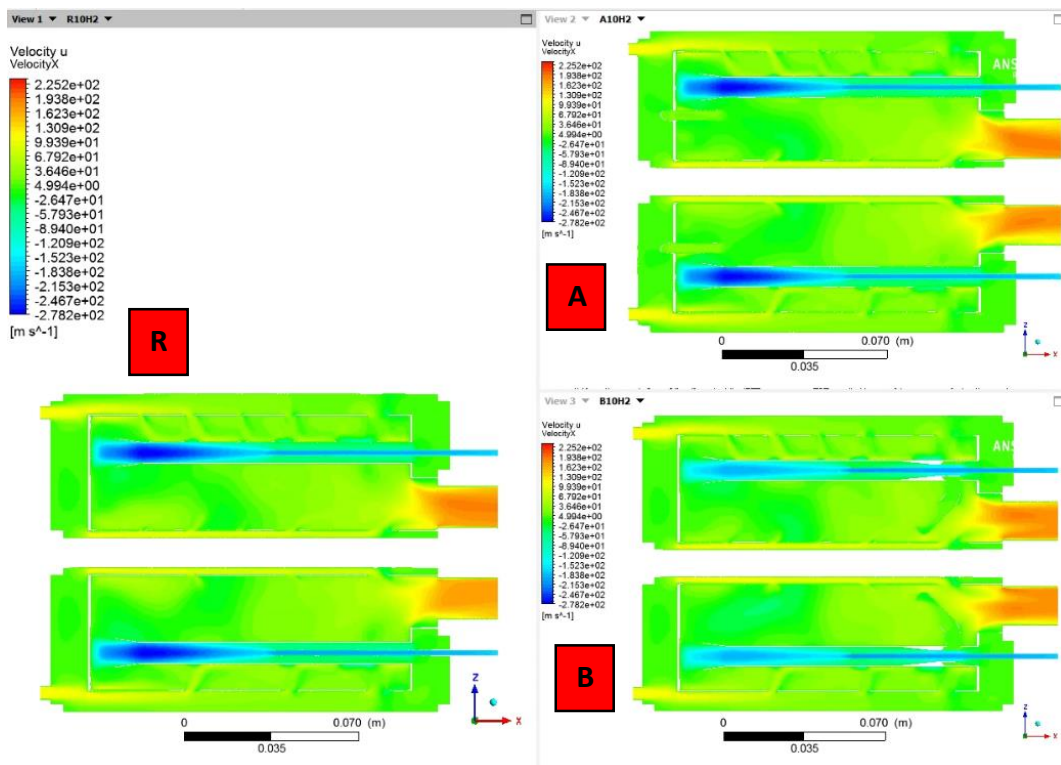 View 1 ▼ R10H2 ▼
Velocity u
VelocityX
2.252e+02
1.938e+02
1.623e+02
1.309e+02
9.939e+01
6.792e+01
3.646e+01
4.994e+00
-2.647e+01
-5.793e+01
-8.940e+01
-1.209e+02
-1.523e+02
-1.838e+02
-2.153e+02
-2.467e+02
-2.782e+02
[m s^-1]
R
Z
X
0 0.070 (m)
0.035
View 2 ▼ A10H2 ▼
Velocity u
VelocityX
2.252e+02
1.938e+02
1.623e+02
1.309e+02
9.939e+01
6.792e+01
3.646e+01
4.994e+00
-2.647e+01
-5.793e+01
-8.940e+01
-1.209e+02
-1.523e+02
-1.838e+02
-2.153e+02
-2.467e+02
-2.782e+02
[m s^-1]
ANS
A
0 0.070 (m)
0.035
Z
X
View 3 ▼ B10H2 ▼
Velocity u
VelocityX
2.252e+02
1.938e+02
1.623e+02
1.309e+02
9.939e+01
6.792e+01
3.646e+01
4.994e+00
-2.647e+01
-5.793e+01
-8.940e+01
-1.209e+02
-1.523e+02
-1.838e+02
-2.153e+02
-2.467e+02
-2.782e+02
[m s^-1]
ANS
B
0 0.070 (m)
0.035
Z
X